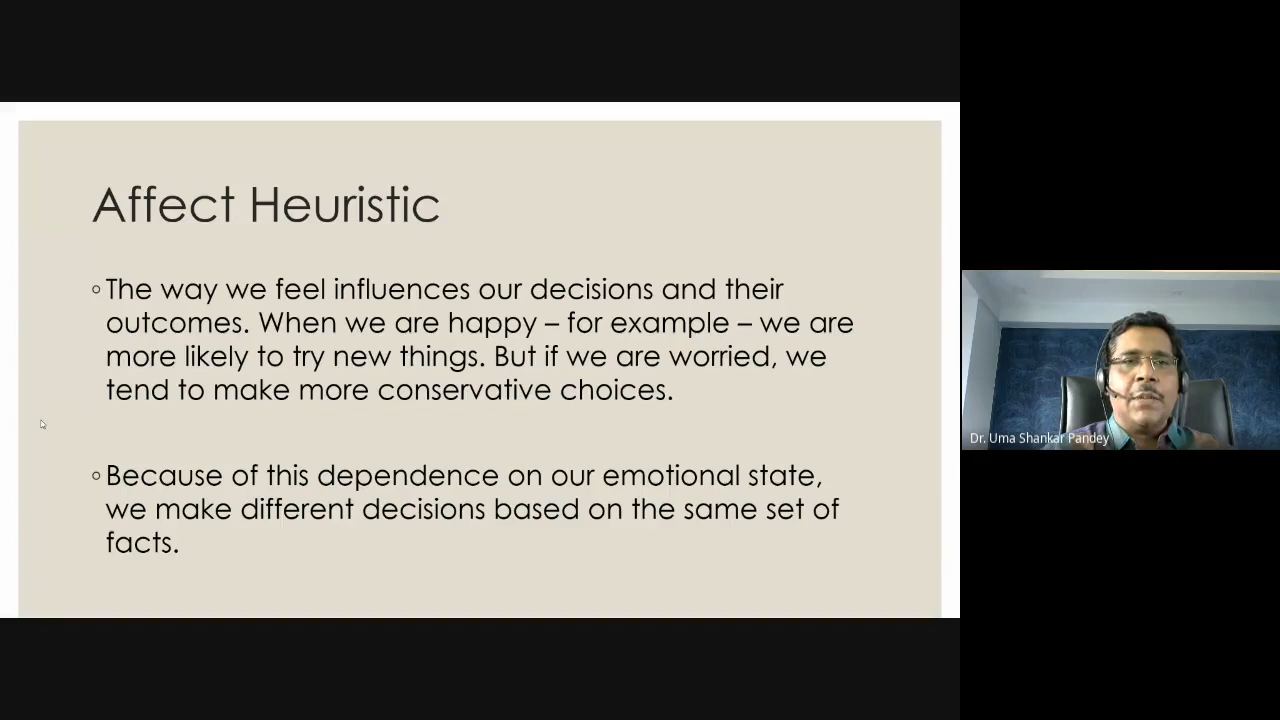 Affect Heuristic
◦The way we feel influences our decisions and their
outcomes. When we are happy – for example – we are
more likely to try new things. But if we are worried, we
tend to make more conservative choices.
◦Because of this dependence on our emotional state,
we make different decisions based on the same set of
facts.
Dr. Uma Shankar Pandey